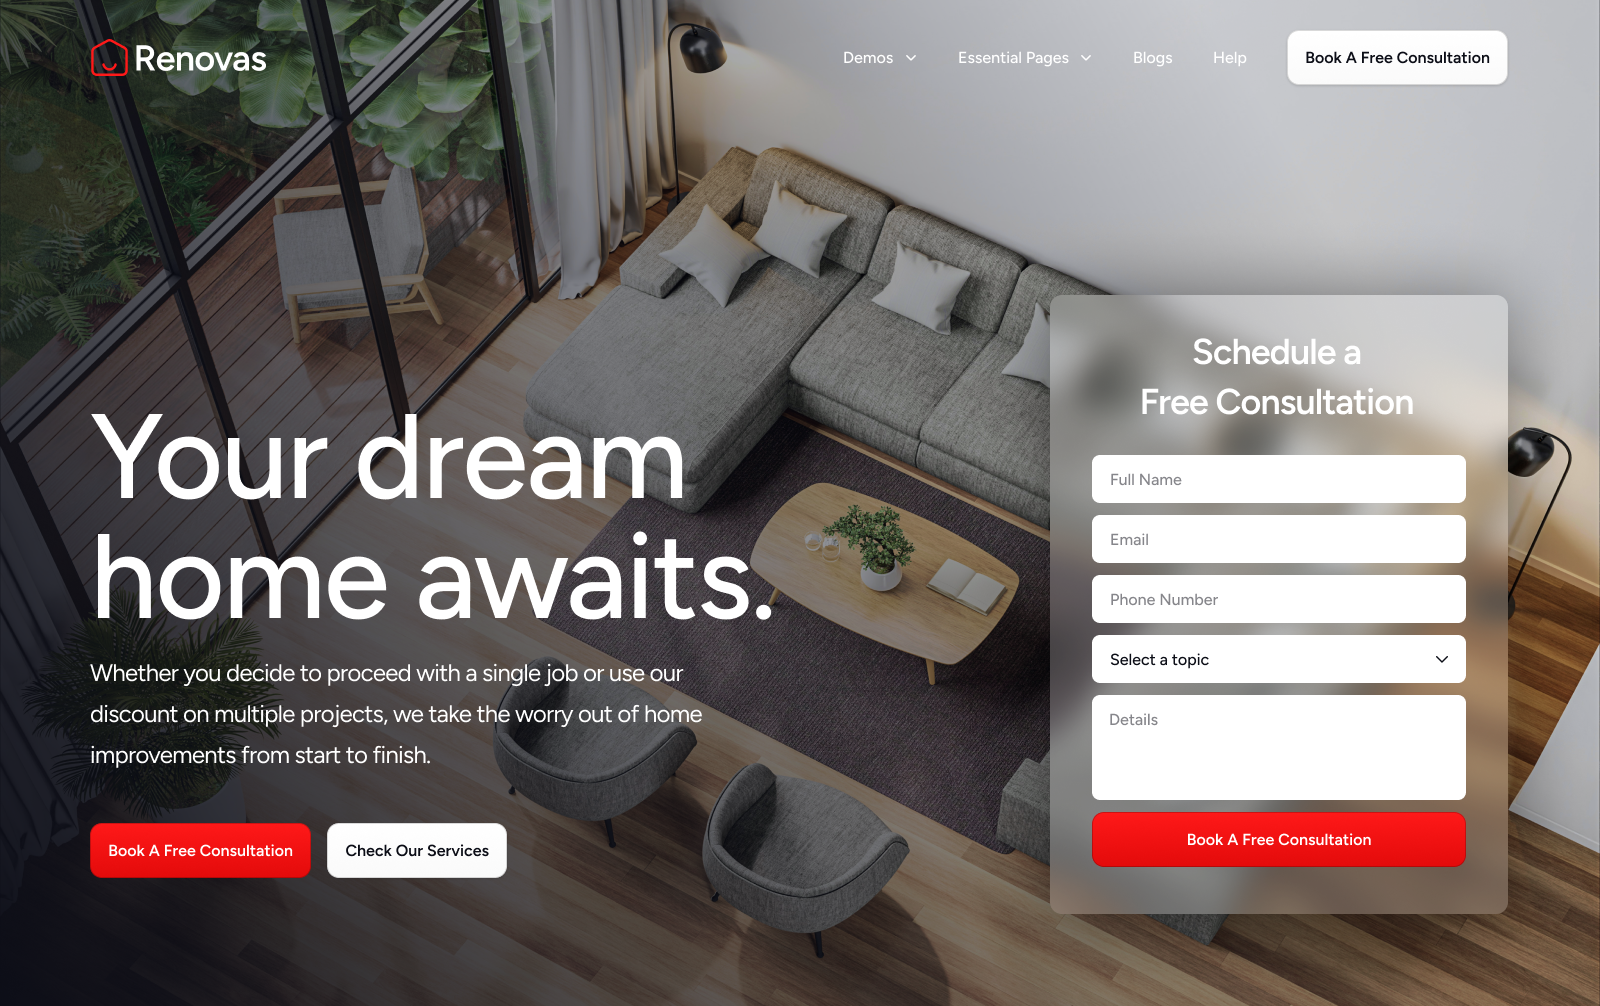 Renovas
Demos
Essential Pages
Blogs
Help
Book A Free Consultation
Your dream
home awaits.
Whether you decide to proceed with a single job or use our
discount on multiple projects, we take the worry out of home
improvements from start to finish.
Book A Free Consultation
Check Our Services
Schedule a
Free Consultation
Full Name
Email
Phone Number
Select a topic
Details
Book A Free Consultation